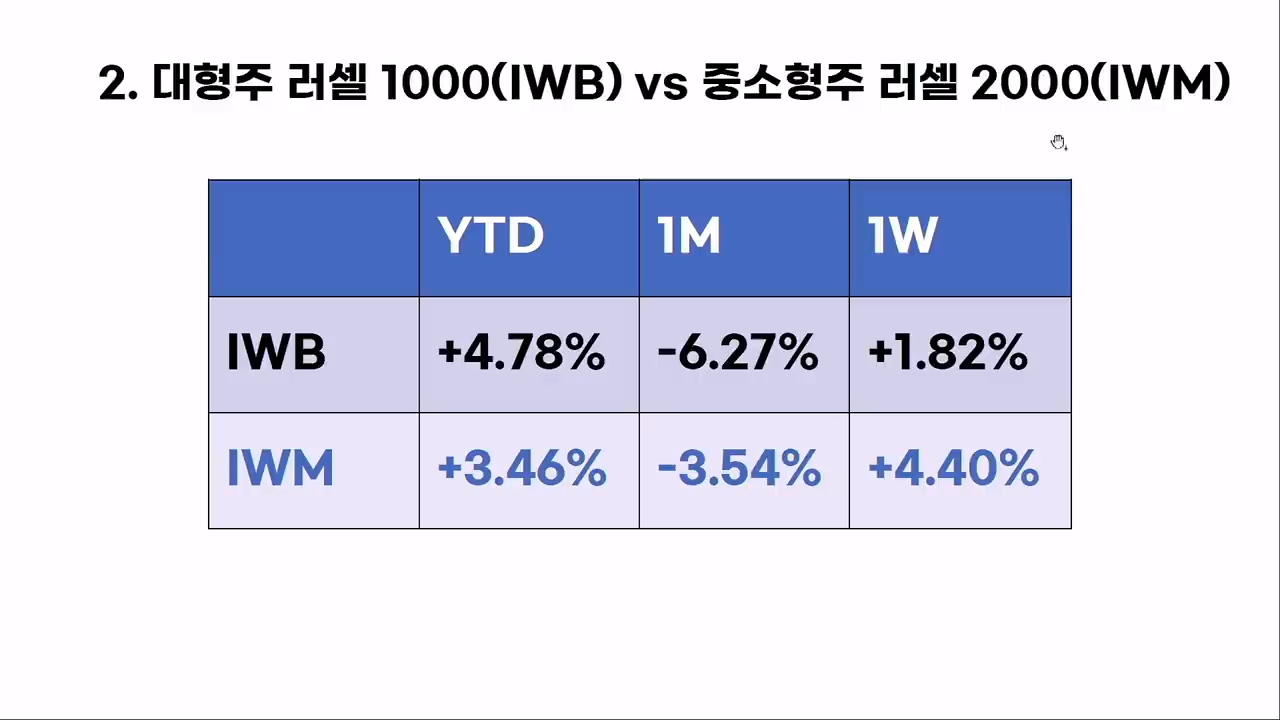 2. 대형주 러셀 1000(IWB) vs 중소형주 러셀 2000(IWM)
YTD 1M 1W
IWB +4.78% -6.27% +1.82%
IWM +3.46% -3.54% +4.40%